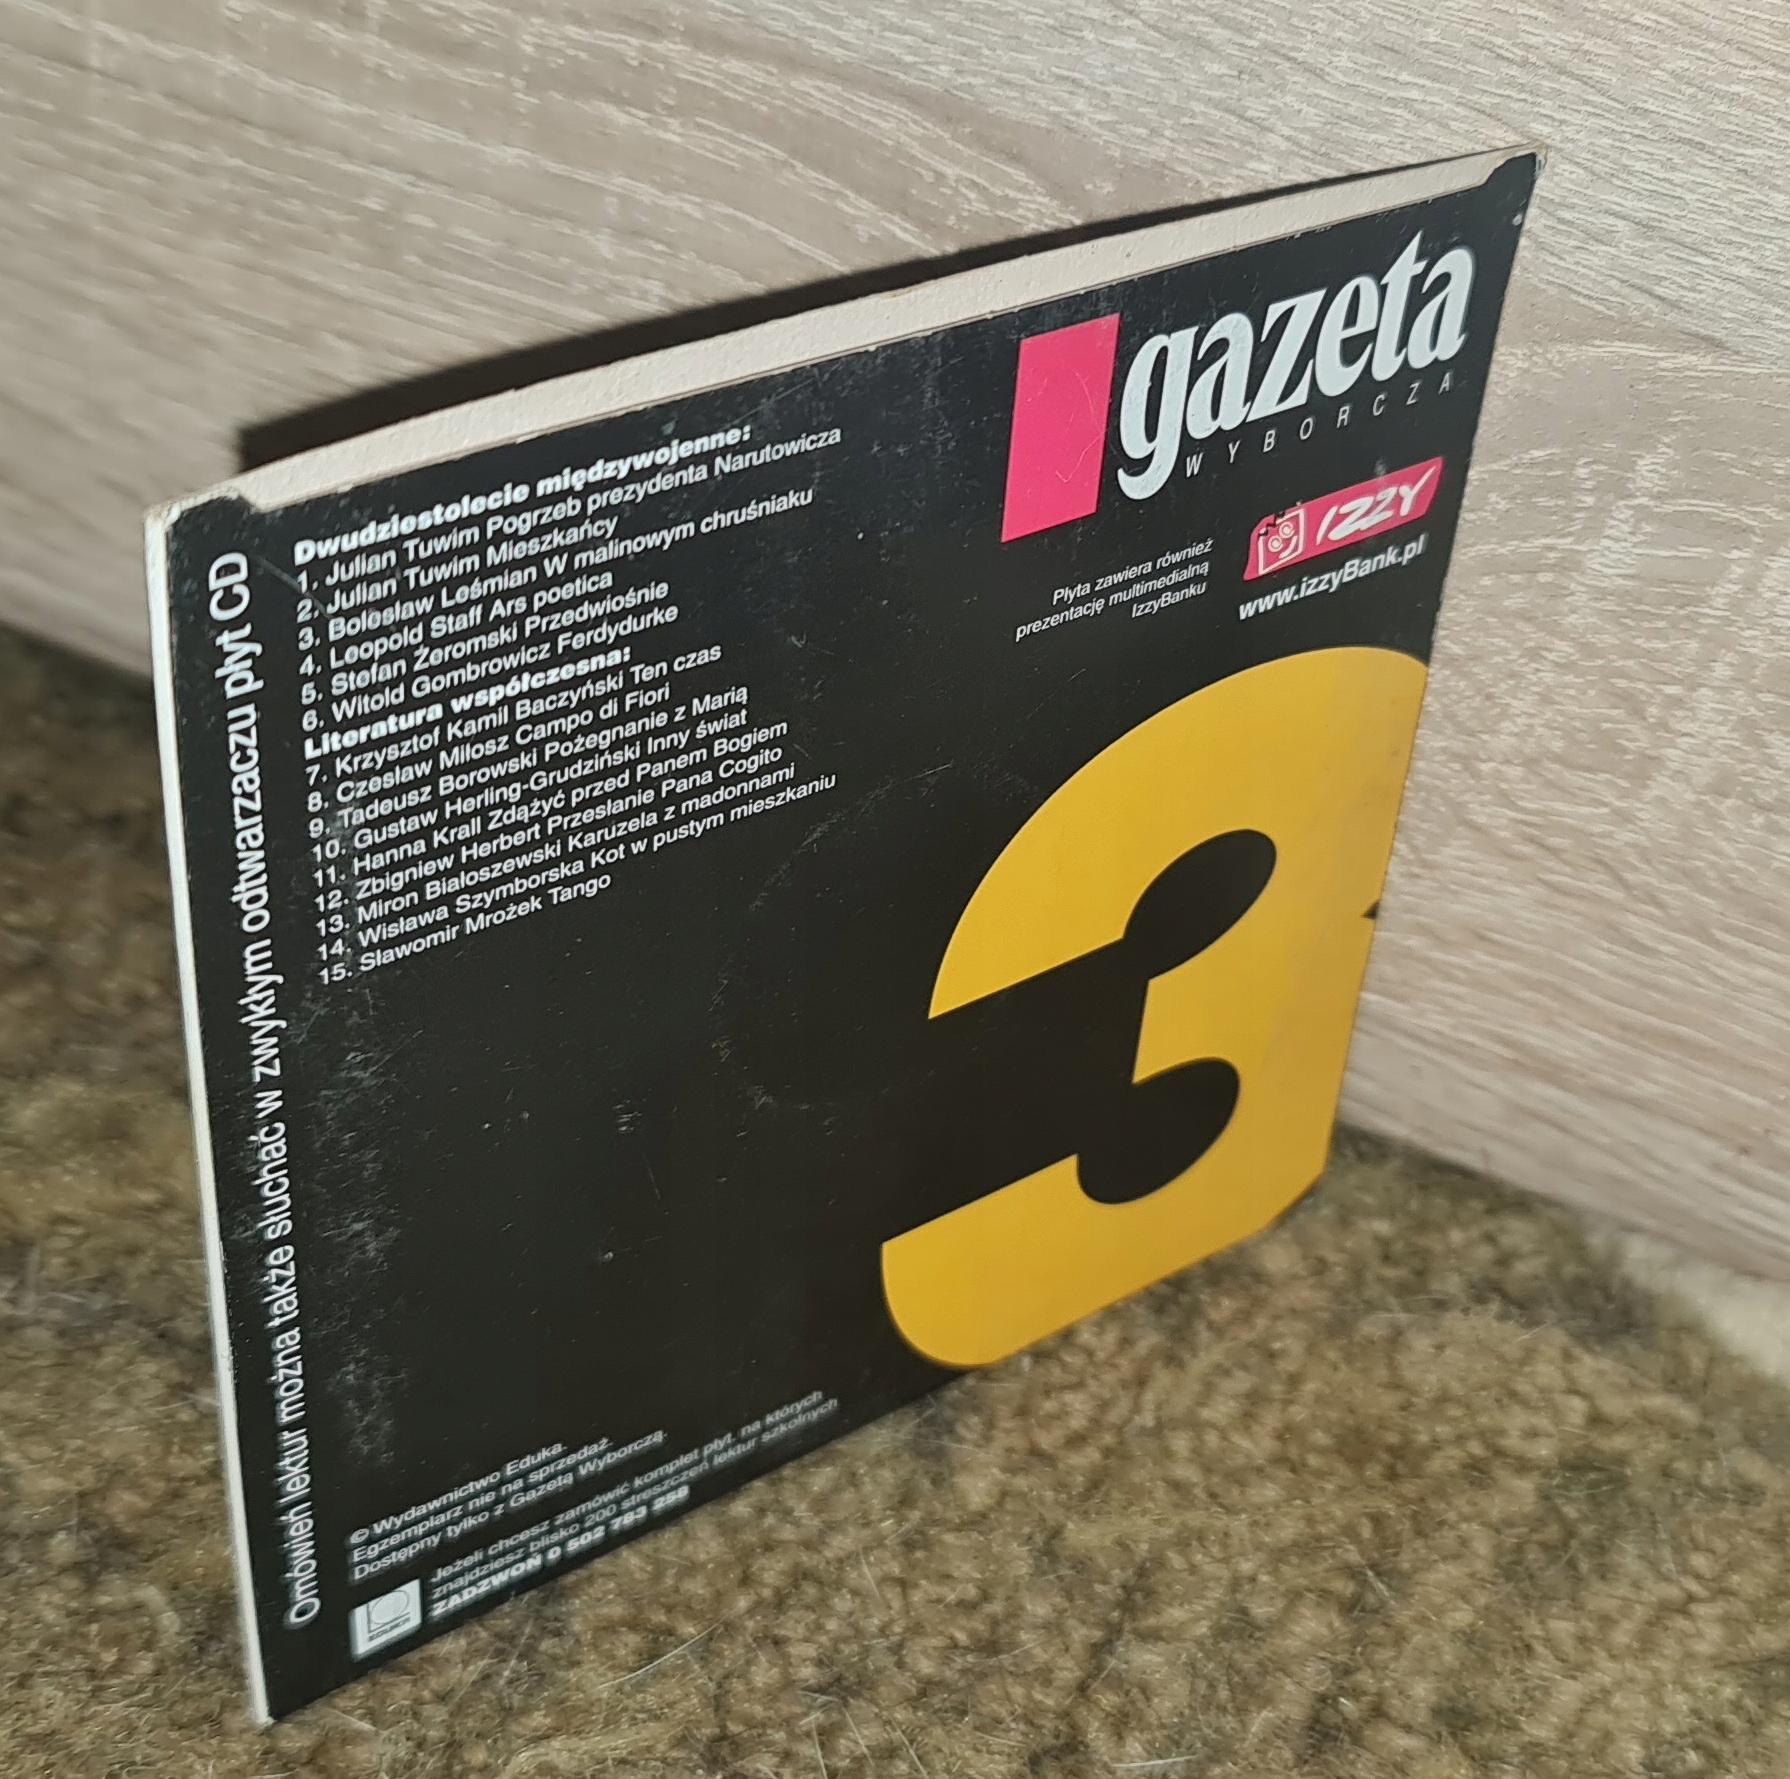 gazeta
WYBORCZA
IZZY
www.izzyBank.pl
Płyta zawiera również
prezentację multimedialną
IzzyBanku
Dwudziestolecie międzywojenne:
1. Julian Tuwim Pogrzeb prezydenta Narutowicza
2. Julian Tuwim Mieszkańcy
3. Bolesław Leśmian W malinowym chruśniaku
4. Leopold Staff Ars poetica
5. Stefan Żeromski Przedwiośnie
6. Witold Gombrowicz Ferdydurke
Literatura współczesna:
7. Krzysztof Kamil Baczyński Ten czas
8. Czesław Miłosz Campo di Fiori
9. Tadeusz Borowski Pożegnanie z Marią
10. Gustaw Herling-Grudziński Inny świat
11. Hanna Krall Zdążyć przed Panem Bogiem
12. Zbigniew Herbert Przesłanie Pana Cogito
13. Miron Białoszewski Karuzela z madonnami
14. Wisława Szymborska Kot w pustym mieszkaniu
15. Sławomir Mrożek Tango
3
Omówień lektur można także słuchać w zwykłym odtwarzaczu płyt CD
© Wydawnictwo Eduka.
Egzemplarz nie na sprzedaż.
Dostępny tylko z Gazetą Wyborczą.
Jeżeli chcesz zamówić komplet płyt, na których
znajdziesz blisko 200 streszczeń lektur szkolnych
ZADZWOŃ 0 502 783 258
EDUKA